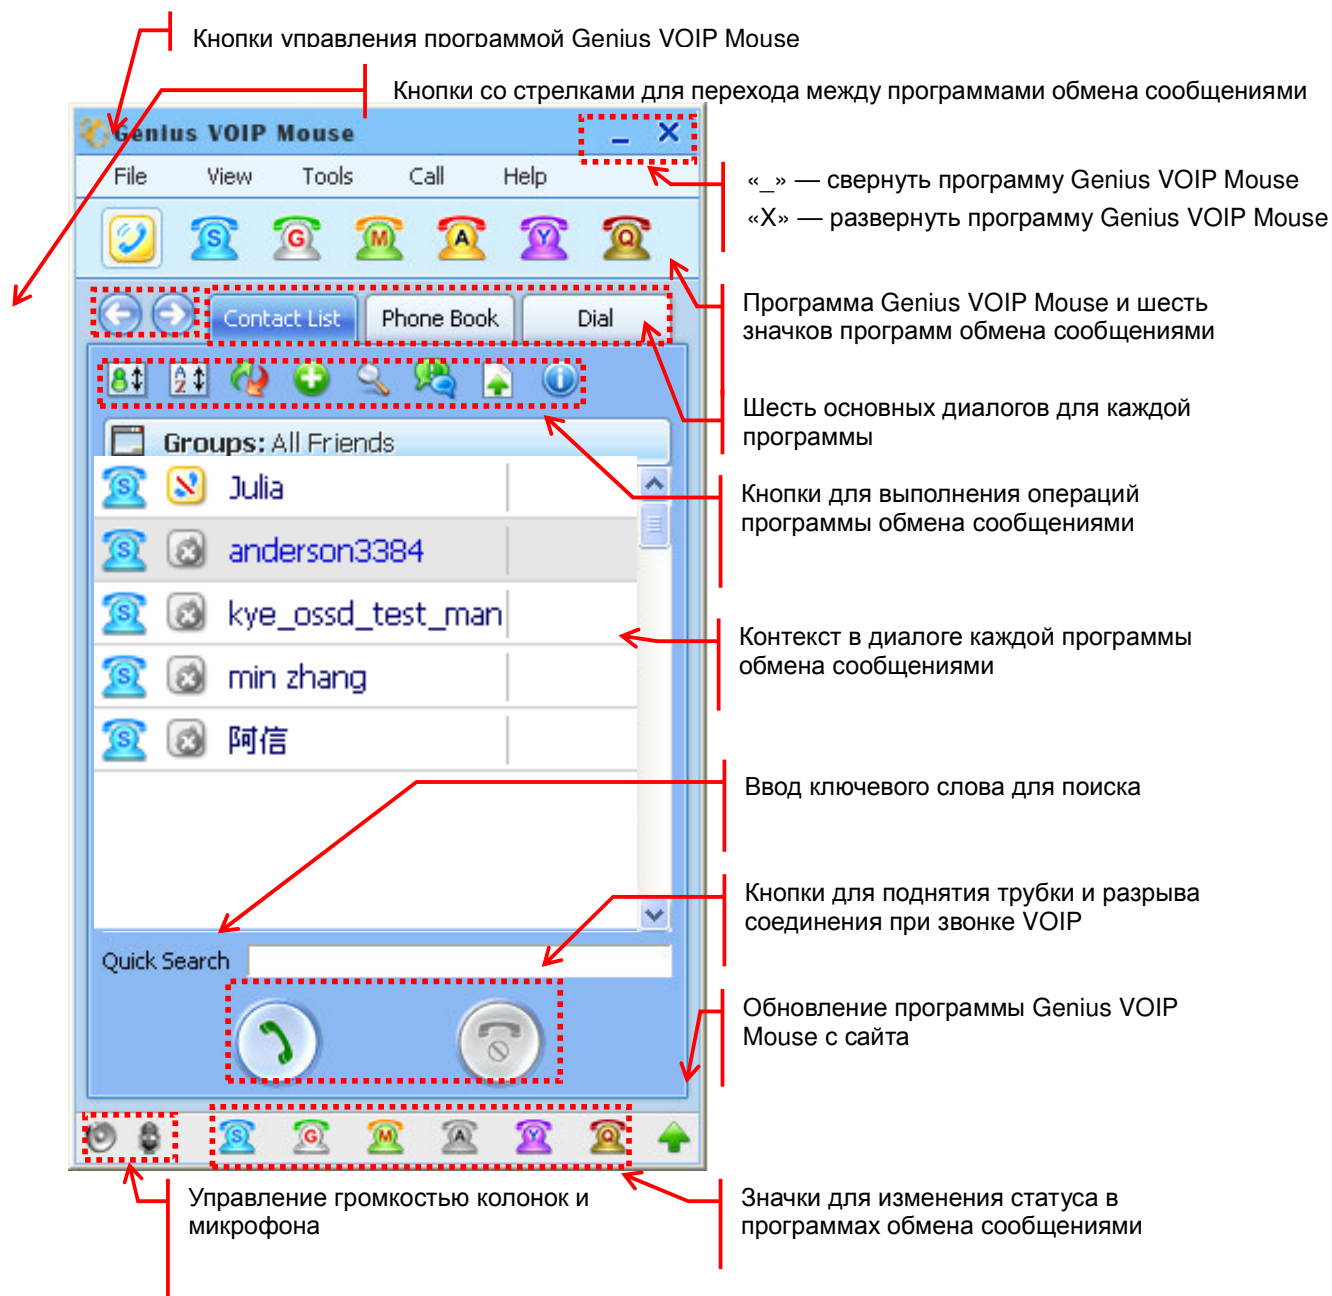 Кнопки управления программой Genius VOIP Mouse
Кнопки со стрелками для перехода между программами обмена сообщениями
Genius VOIP Mouse
File View Tools Call Help
«_» — свернуть программу Genius VOIP Mouse
«X» — развернуть программу Genius VOIP Mouse
S G M A Y Q
Программа Genius VOIP Mouse и шесть
значков программ обмена сообщениями
Contact List Phone Book Dial
8 A Z
Шесть основных диалогов для каждой
программы
Groups: All Friends
S Julia
Кнопки для выполнения операций
программы обмена сообщениями
S anderson3384
S kye_ossd_test_man
Контекст в диалоге каждой программы
обмена сообщениями
S min zhang
S 阿信
Ввод ключевого слова для поиска
Кнопки для поднятия трубки и разрыва
соединения при звонке VOIP
Quick Search
Обновление программы Genius VOIP
Mouse с сайта
S G M A Y Q
Управление громкостью колонок и
микрофона
Значки для изменения статуса в
программах обмена сообщениями